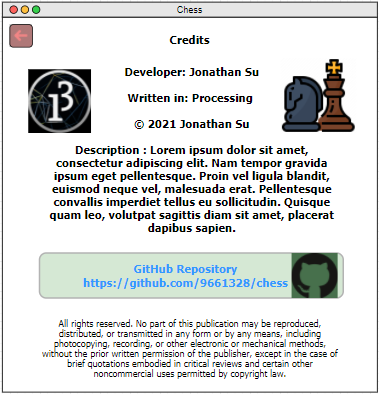 Chess
Credits
Developer: Jonathan Su
Written in: Processing
© 2021 Jonathan Su
Description : Lorem ipsum dolor sit amet,
consectetur adipiscing elit. Nam tempor gravida
ipsum eget pellentesque. Proin vel ligula blandit,
euismod neque vel, malesuada erat. Pellentesque
convallis imperdiet tellus eu sollicitudin. Quisque
quam leo, volutpat sagittis diam sit amet, placerat
dapibus sapien.
GitHub Repository
https://github.com/9661328/chess
All rights reserved. No part of this publication may be reproduced,
distributed, or transmitted in any form or by any means, including
photocopying, recording, or other electronic or mechanical methods,
without the prior written permission of the publisher, except in the case of
brief quotations embodied in critical reviews and certain other
noncommercial uses permitted by copyright law.